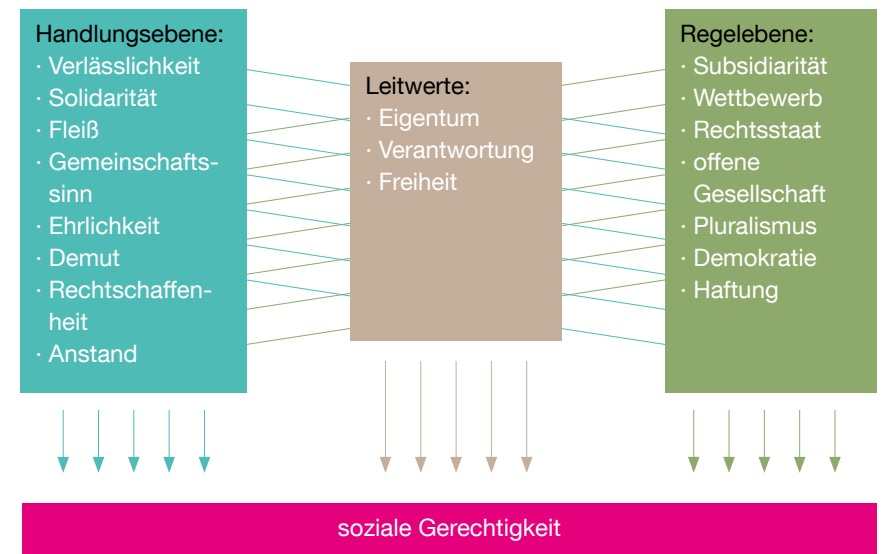 Handlungsebene:
· Verlässlichkeit
· Solidarität
· Fleiß
· Gemeinschafts-
sinn
· Ehrlichkeit
· Demut
· Rechtschaffen-
heit
· Anstand
Leitwerte:
· Eigentum
· Verantwortung
· Freiheit
Regelebene:
· Subsidiarität
· Wettbewerb
· Rechtsstaat
· offene
Gesellschaft
· Pluralismus
· Demokratie
· Haftung
soziale Gerechtigkeit